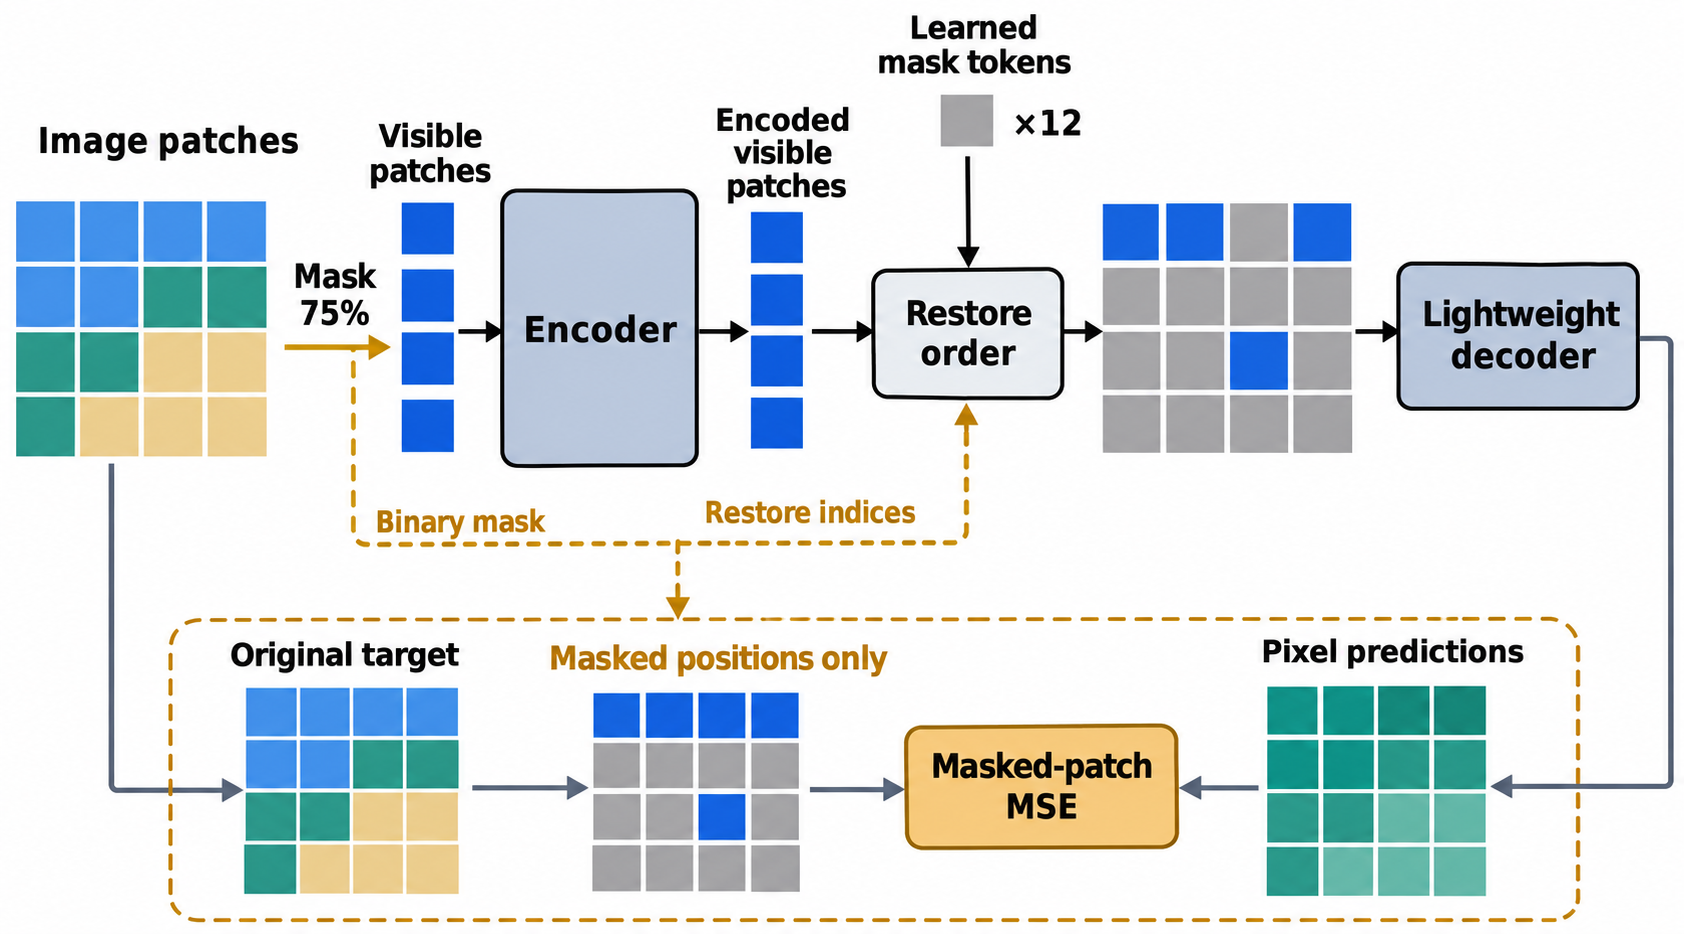 Learned
mask tokens
×12
Image patches
Visible
patches
Encoded
visible
patches
Mask
75%
Encoder
Restore
order
Lightweight
decoder
Binary mask
Restore indices
Original target
Masked positions only
Pixel predictions
Masked-patch
MSE